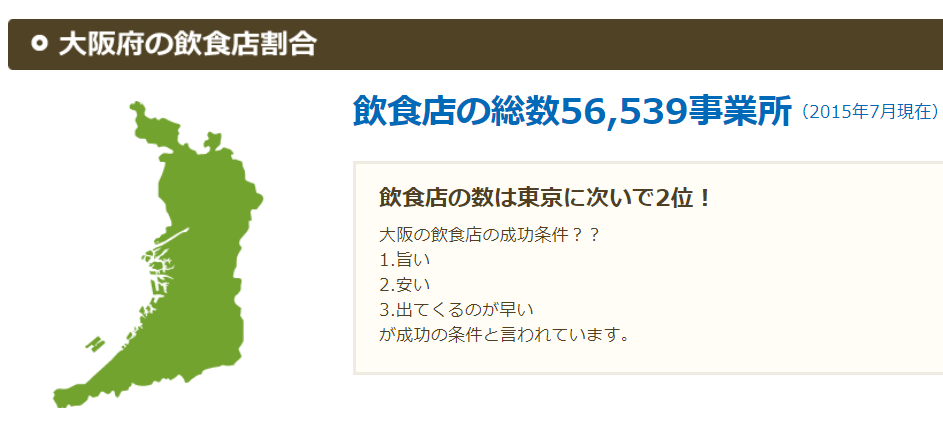 大阪府の飲食店割合
飲食店の総数56,539事業所（2015年7月現在）
飲食店の数は東京に次いで2位！
大阪の飲食店の成功条件？？
1.旨い
2.安い
3.出てくるのが早い
が成功の条件と言われています。